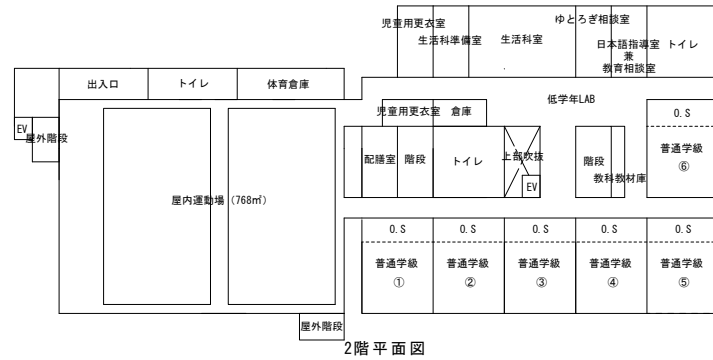 児童用更衣室
生活科準備室
生活科室
ゆとろぎ相談室
日本語指導室
兼
教育相談室
トイレ
出入口
トイレ
体育倉庫
低学年LAB
EV
屋外階段
児童用更衣室
倉庫
O.S
普通学級
⑥
配膳室
階段
トイレ
上部吹抜
EV
階段
教科教材庫
屋内運動場（768㎡）
O.S
O.S
O.S
O.S
O.S
普通学級
①
普通学級
②
普通学級
③
普通学級
④
普通学級
⑤
屋外階段
2階平面図